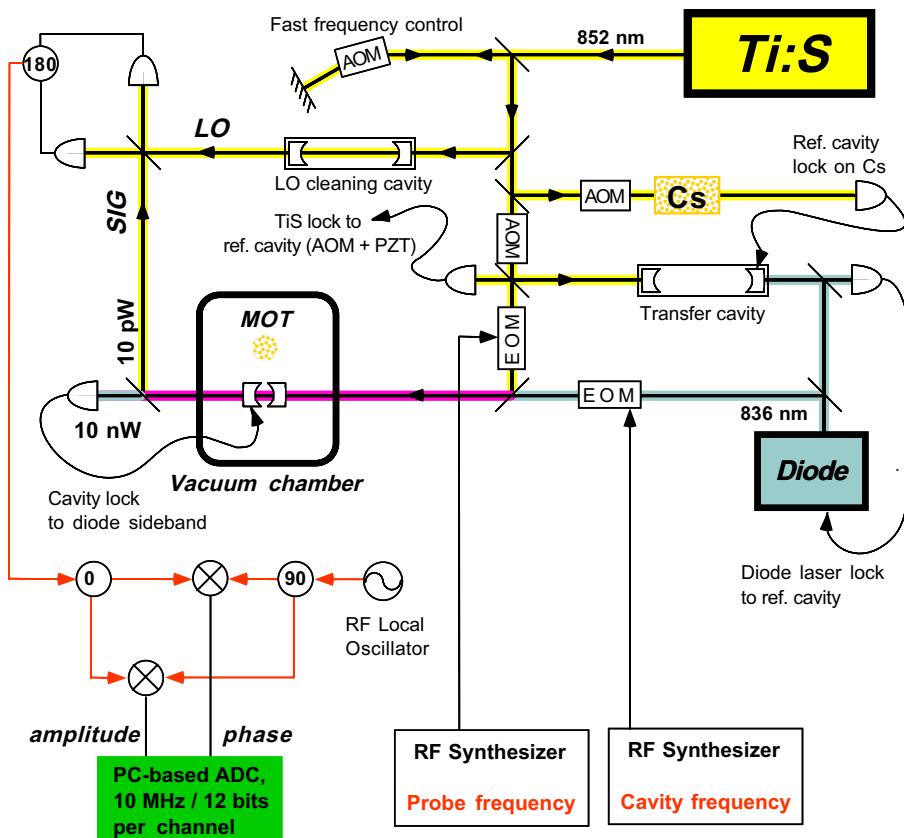 Fast frequency control
852 nm
Ti:S
180
AOM
LO
LO cleaning cavity
Ref. cavity
lock on Cs
AOM
Cs
SIG
TiS lock to
ref. cavity (AOM + PZT)
AOM
MOT
Transfer cavity
10 pW
EOM
EOM
10 nW
836 nm
Vacuum chamber
Diode
Cavity lock
to diode sideband
0
90
RF Local
Oscillator
Diode laser lock
to ref. cavity
amplitude
phase
PC-based ADC,
10 MHz / 12 bits
per channel
RF Synthesizer
Probe frequency
RF Synthesizer
Cavity frequency